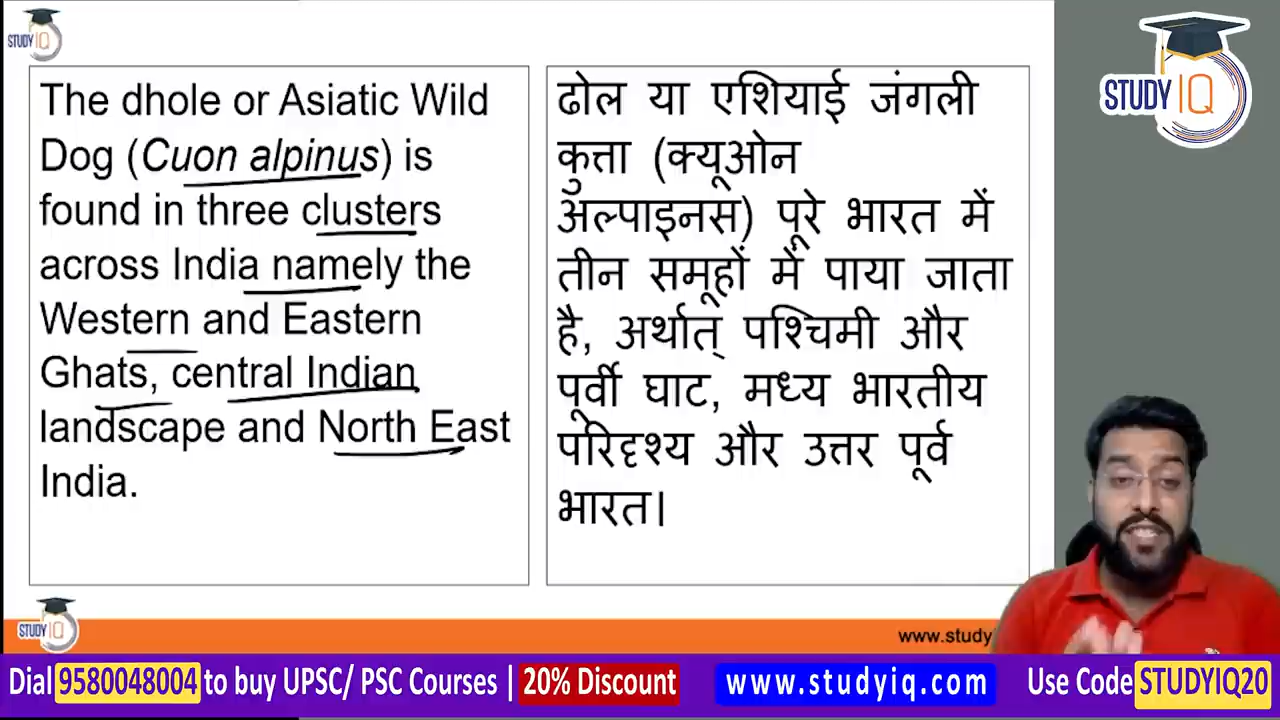 STUDY IQ
The dhole or Asiatic Wild
Dog (Cuon alpinus) is
found in three clusters
across India namely the
Western and Eastern
Ghats, central Indian
landscape and North East
India.
ढोल या एशियाई जंगली
कुत्ता (क्यूओन
अल्पाइनस) पूरे भारत में
तीन समूहों में पाया जाता
है, अर्थात् पश्चिमी और
पूर्वी घाट, मध्य भारतीय
परिदृश्य और उत्तर पूर्व
भारत।
STUDY IQ
STUDY IQ
www.study
Dial 9580048004 to buy UPSC/ PSC Courses | 20% Discount www.studyiq.com Use Code STUDYIQ20